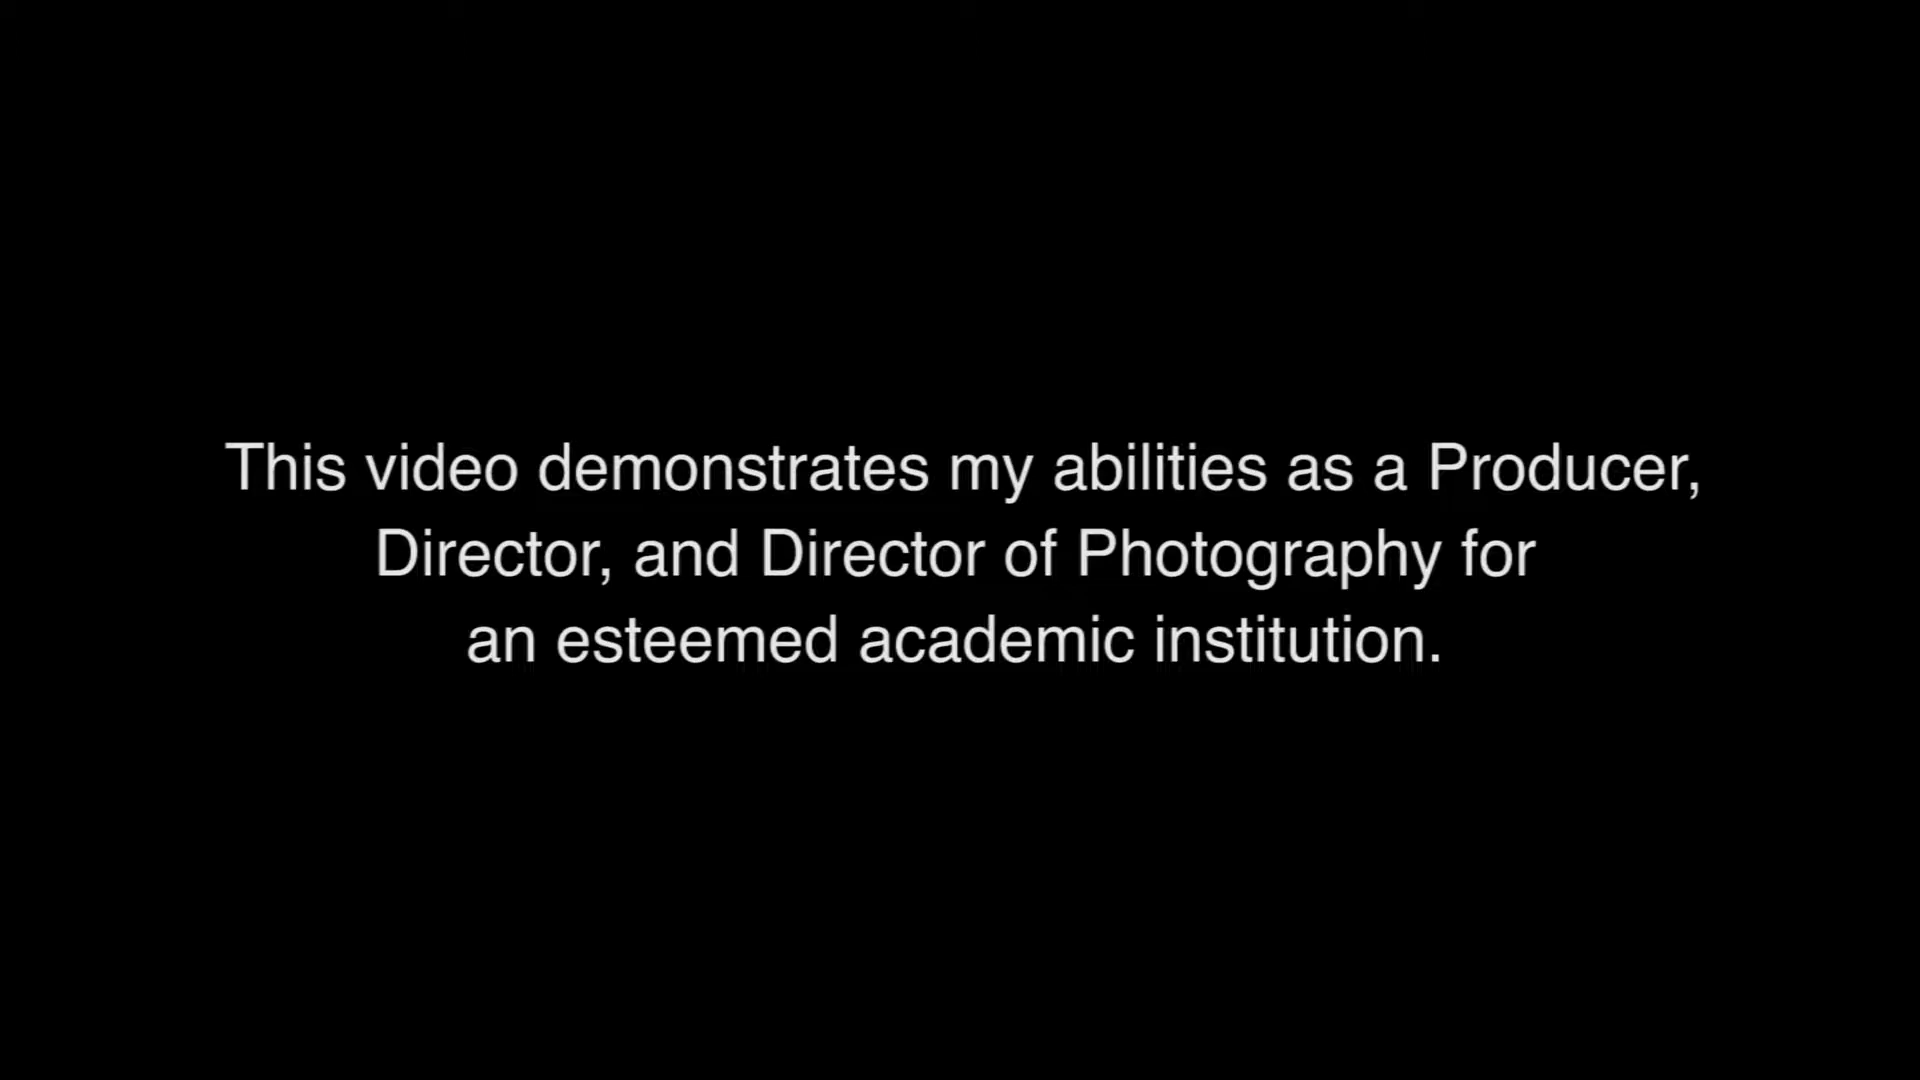 This video demonstrates my abilities as a Producer,
Director, and Director of Photography for
an esteemed academic institution.